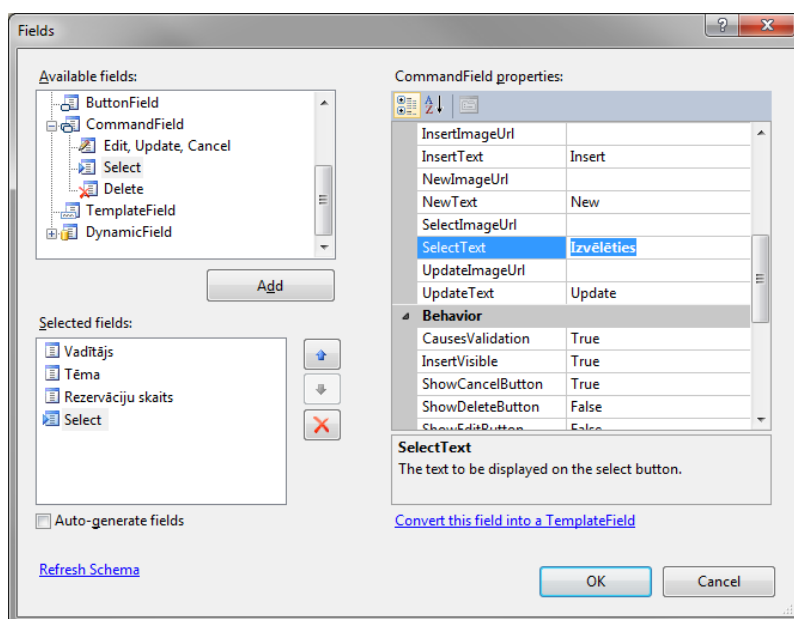 Fields
Available fields:
ButtonField
CommandField
Edit, Update, Cancel
Select
Delete
TemplateField
DynamicField
Add
Selected fields:
Vadītājs
Tēma
Rezervāciju skaits
Select
Auto-generate fields
Refresh Schema
CommandField properties:
InsertImageUrl
InsertText Insert
NewImageUrl
NewText New
SelectImageUrl
SelectText Izvēlēties
UpdateImageUrl
UpdateText Update
Behavior
CausesValidation True
InsertVisible True
ShowCancelButton True
ShowDeleteButton False
ShowEditButton False
SelectText
The text to be displayed on the select button.
Convert this field into a TemplateField
OK Cancel